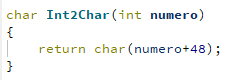 char Int2Char(int numero)
{
    return char(numero+48);
}